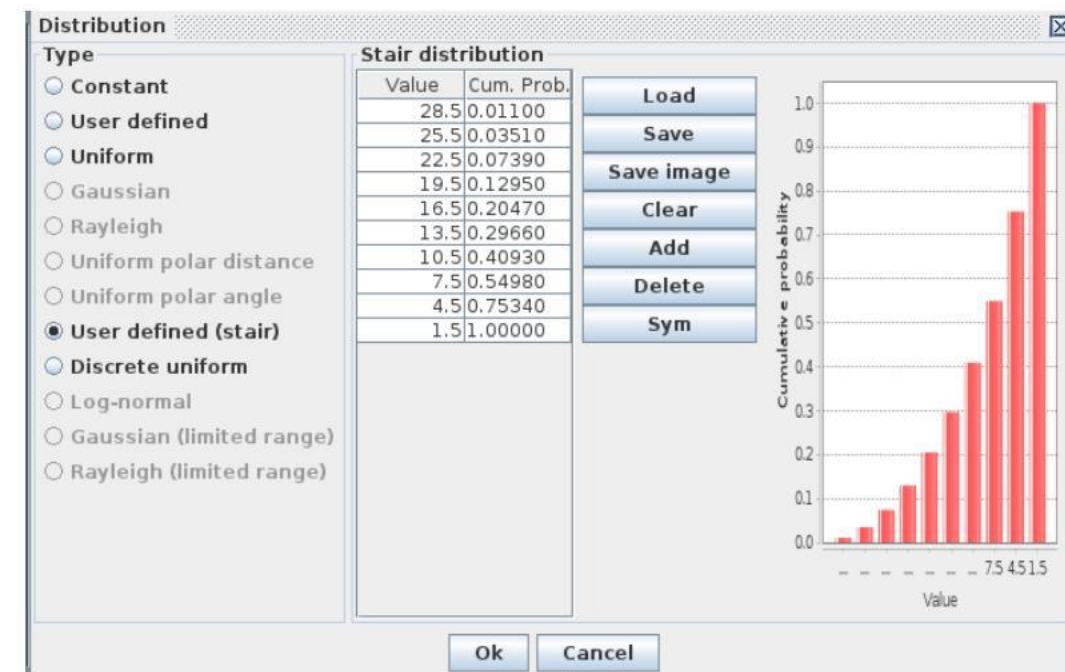 Distribution
Type
Constant
User defined
Uniform
Gaussian
Rayleigh
Uniform polar distance
Uniform polar angle
User defined (stair)
Discrete uniform
Log-normal
Gaussian (limited range)
Rayleigh (limited range)
Stair distribution
Value Cum. Prob.
28.5 0.01100
25.5 0.03510
22.5 0.07390
19.5 0.12950
16.5 0.20470
13.5 0.29660
10.5 0.40930
7.5 0.54980
4.5 0.75340
1.5 1.00000
Load
Save
Save image
Clear
Add
Delete
Sym
Cumulative probability
1.0
0.9
0.8
0.7
0.6
0.5
0.4
0.3
0.2
0.1
0.0
7.5 4.5 1.5
Value
Ok Cancel